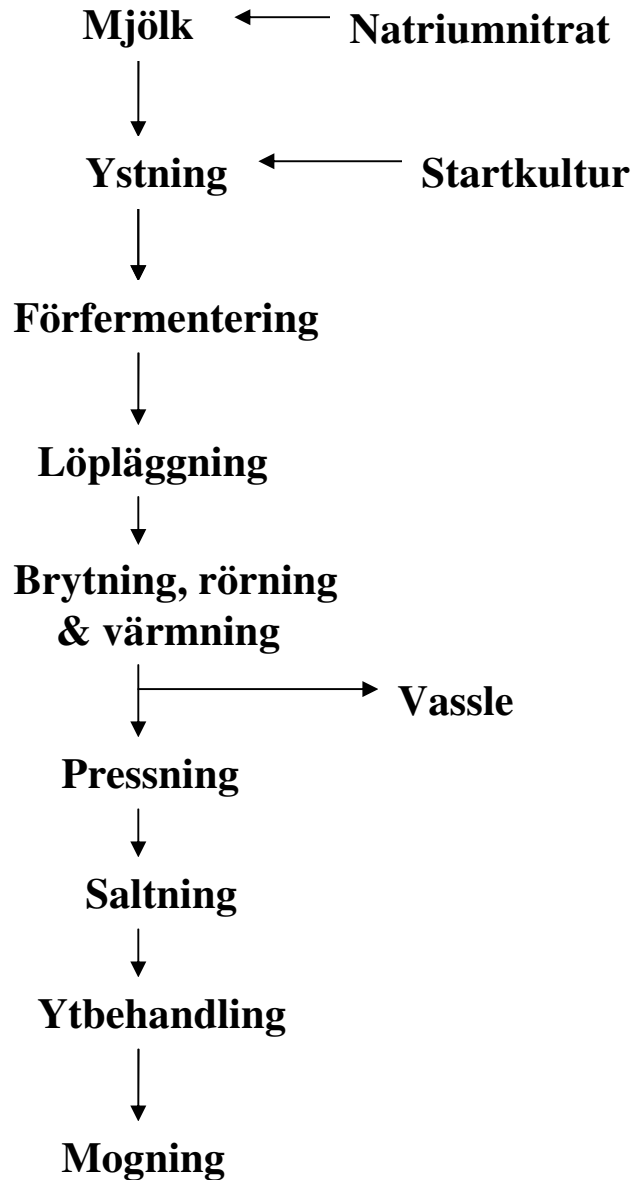 Mjölk Natriumnitrat
Ystning Startkultur
Förfermentering
Löpläggning
Brytning, rörning
& värmning
Vassle
Pressning
Saltning
Ytbehandling
Mogning